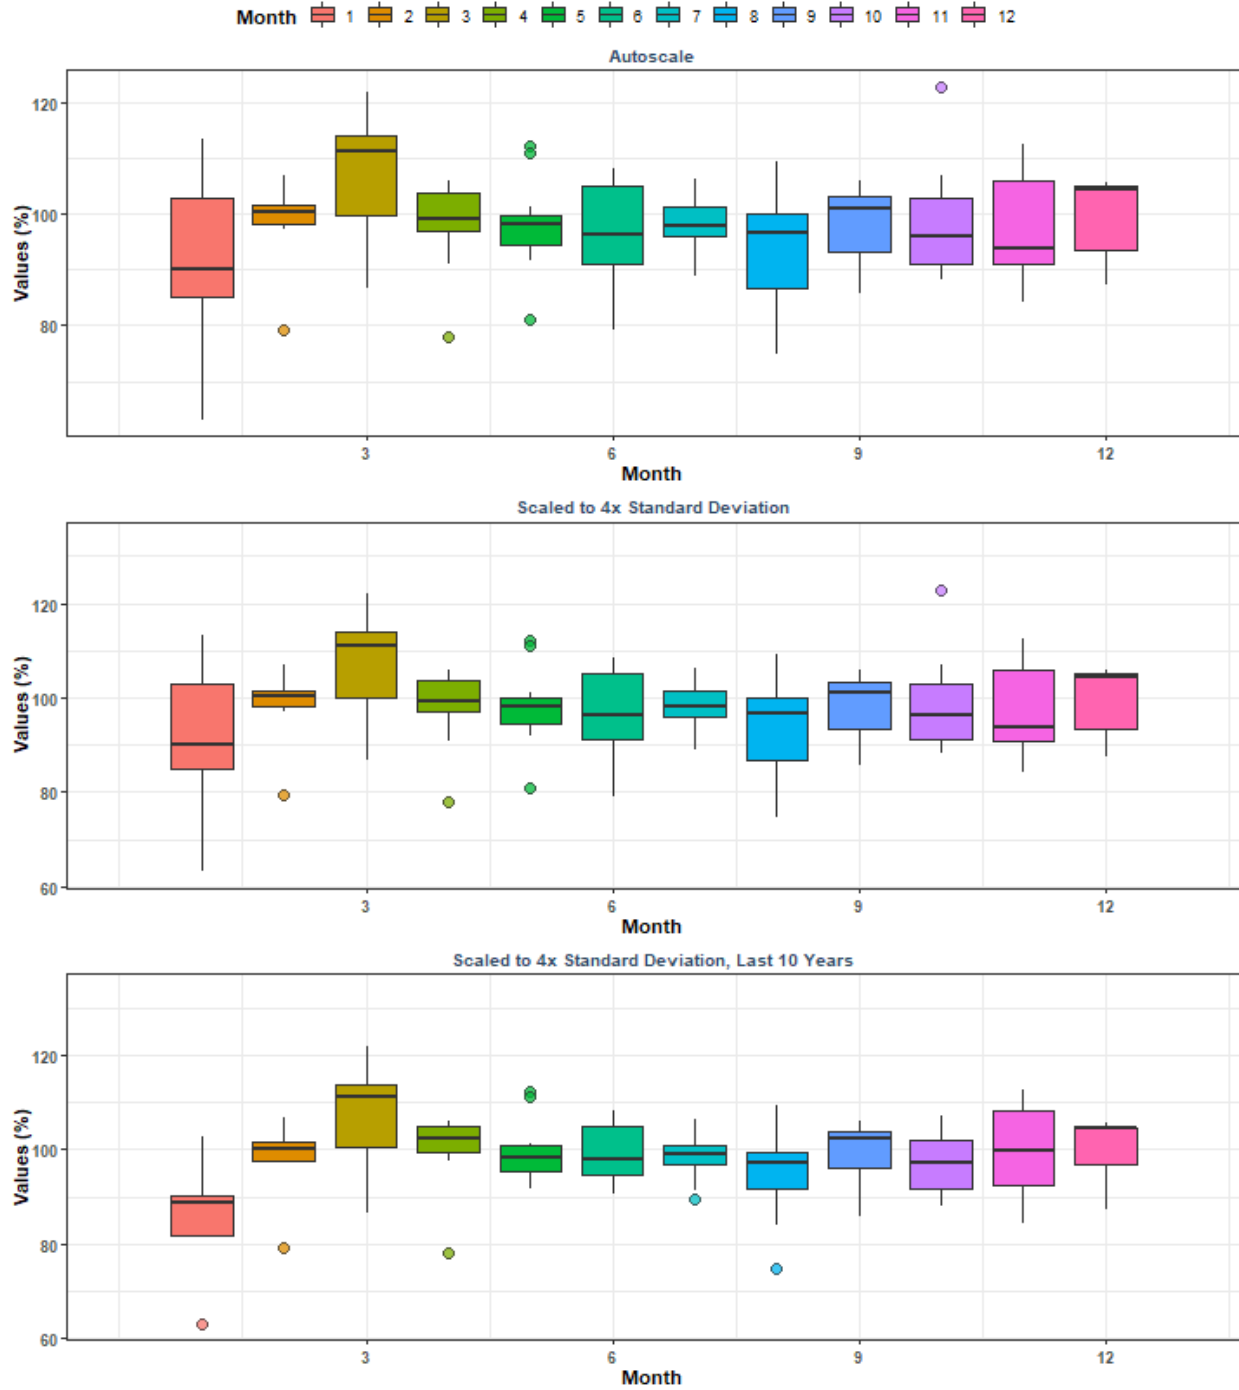 Month 1 2 3 4 5 6 7 8 9 10 11 12
Autoscale
Values (%)
120
100
80
3 6 9 12
Month
Scaled to 4x Standard Deviation
Values (%)
120
100
80
60
3 6 9 12
Month
Scaled to 4x Standard Deviation, Last 10 Years
Values (%)
120
100
80
60
3 6 9 12
Month